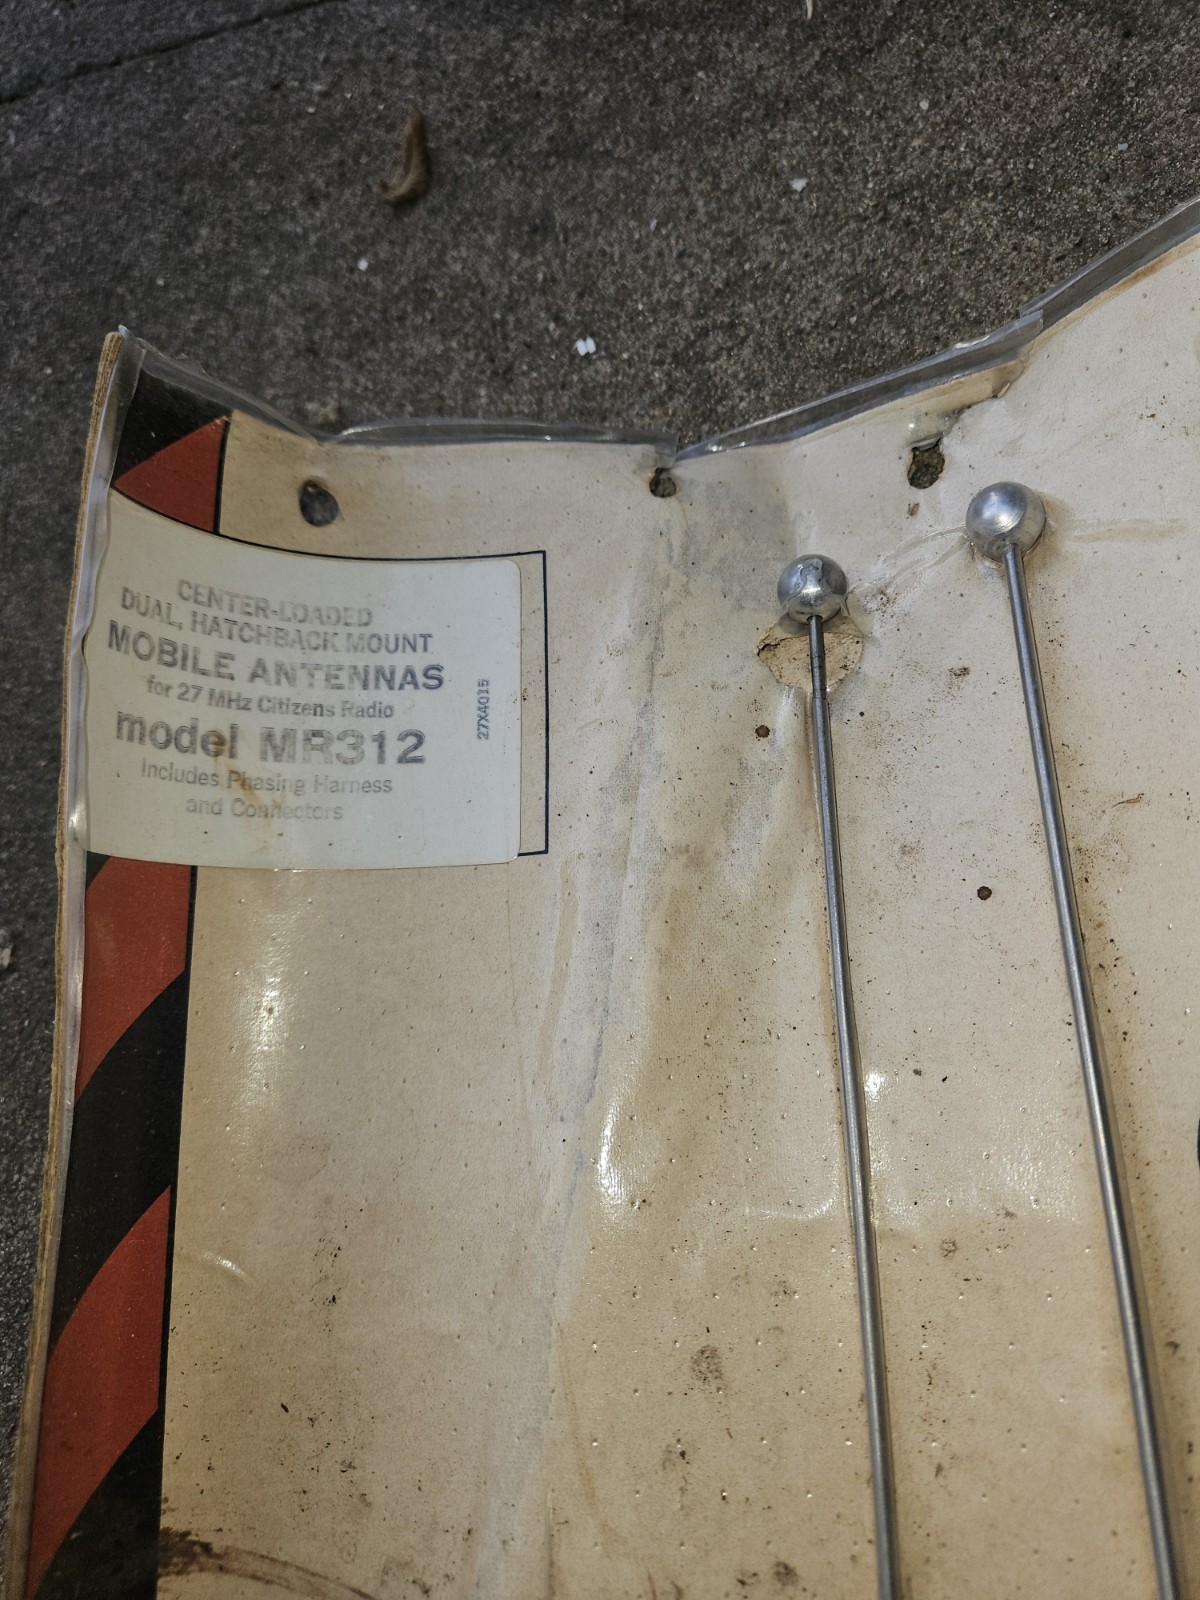 CENTER-LOADED
DUAL, HATCHBACK MOUNT
MOBILE ANTENNAS
for 27 MHz Citizens Radio
model MR312
Includes Phasing Harness
and Connectors
27X4015